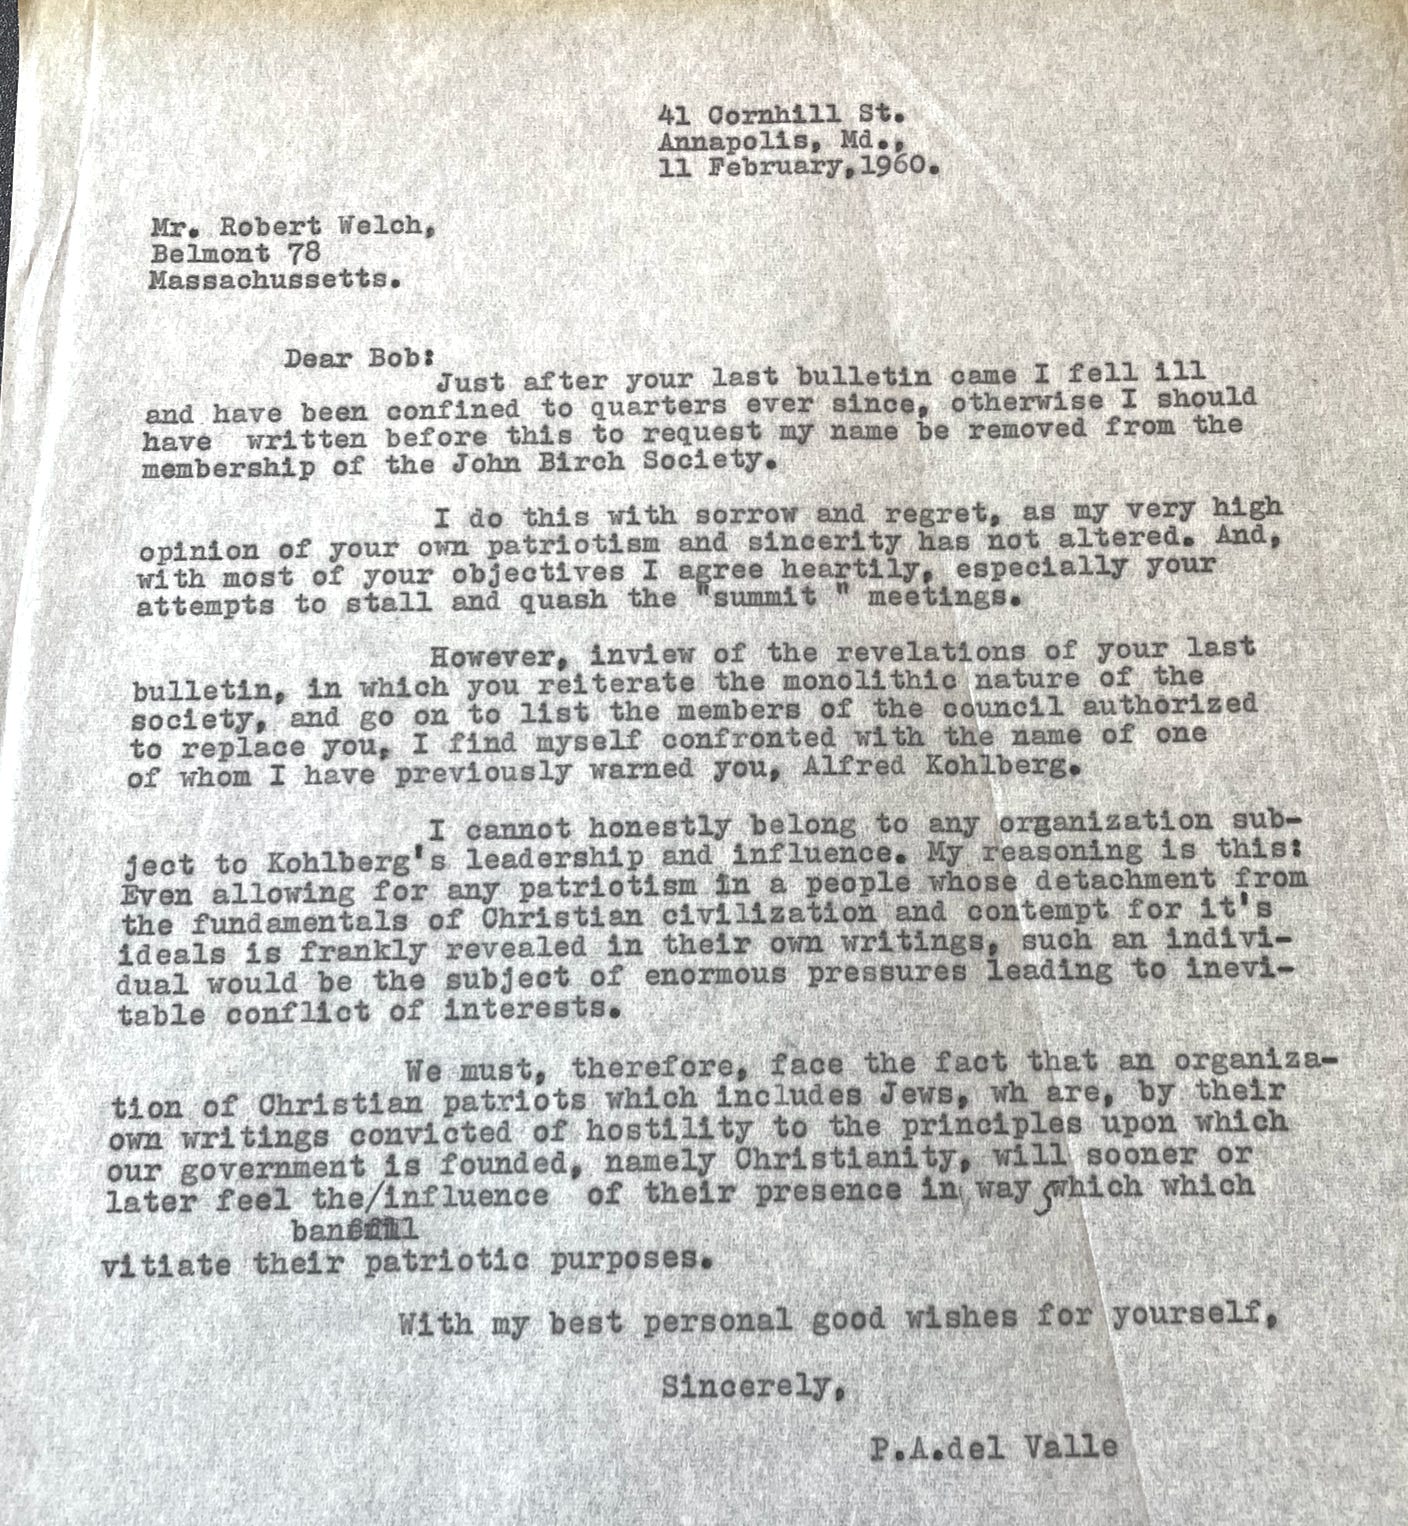 41 Cornhill St.
Annapolis, Md.,
11 February,1960.
Mr. Robert Welch,
Belmont 78
Massachussetts.
Dear Bob:
Just after your last bulletin came I fell ill
and have been confined to quarters ever since, otherwise I should
have written before this to request my name be removed from the
membership of the John Birch Society.
I do this with sorrow and regret, as my very high
opinion of your own patriotism and sincerity has not altered. And,
with most of your objectives I agree heartily, especially your
attempts to stall and quash the "summit " meetings.
However, inview of the revelations of your last
bulletin, in which you reiterate the monolithic nature of the
society, and go on to list the members of the council authorized
to replace you, I find myself confronted with the name of one
of whom I have previously warned you, Alfred Kohlberg.
I cannot honestly belong to any organization sub-
ject to Kohlberg's leadership and influence. My reasoning is this:
Even allowing for any patriotism in a people whose detachment from
the fundamentals of Christian civilization and contempt for it's
ideals is frankly revealed in their own writings, such an indivi-
dual would be the subject of enormous pressures leading to inevi-
table conflict of interests.
We must, therefore, face the fact that an organiza-
tion of Christian patriots which includes Jews, wh are, by their
own writings convicted of hostility to the principles upon which
our government is founded, namely Christianity, will sooner or
later feel the/influence of their presence in way s which which
vitiate their patriotic purposes.
With my best personal good wishes for yourself,
Sincerely,
P.A.del Valle